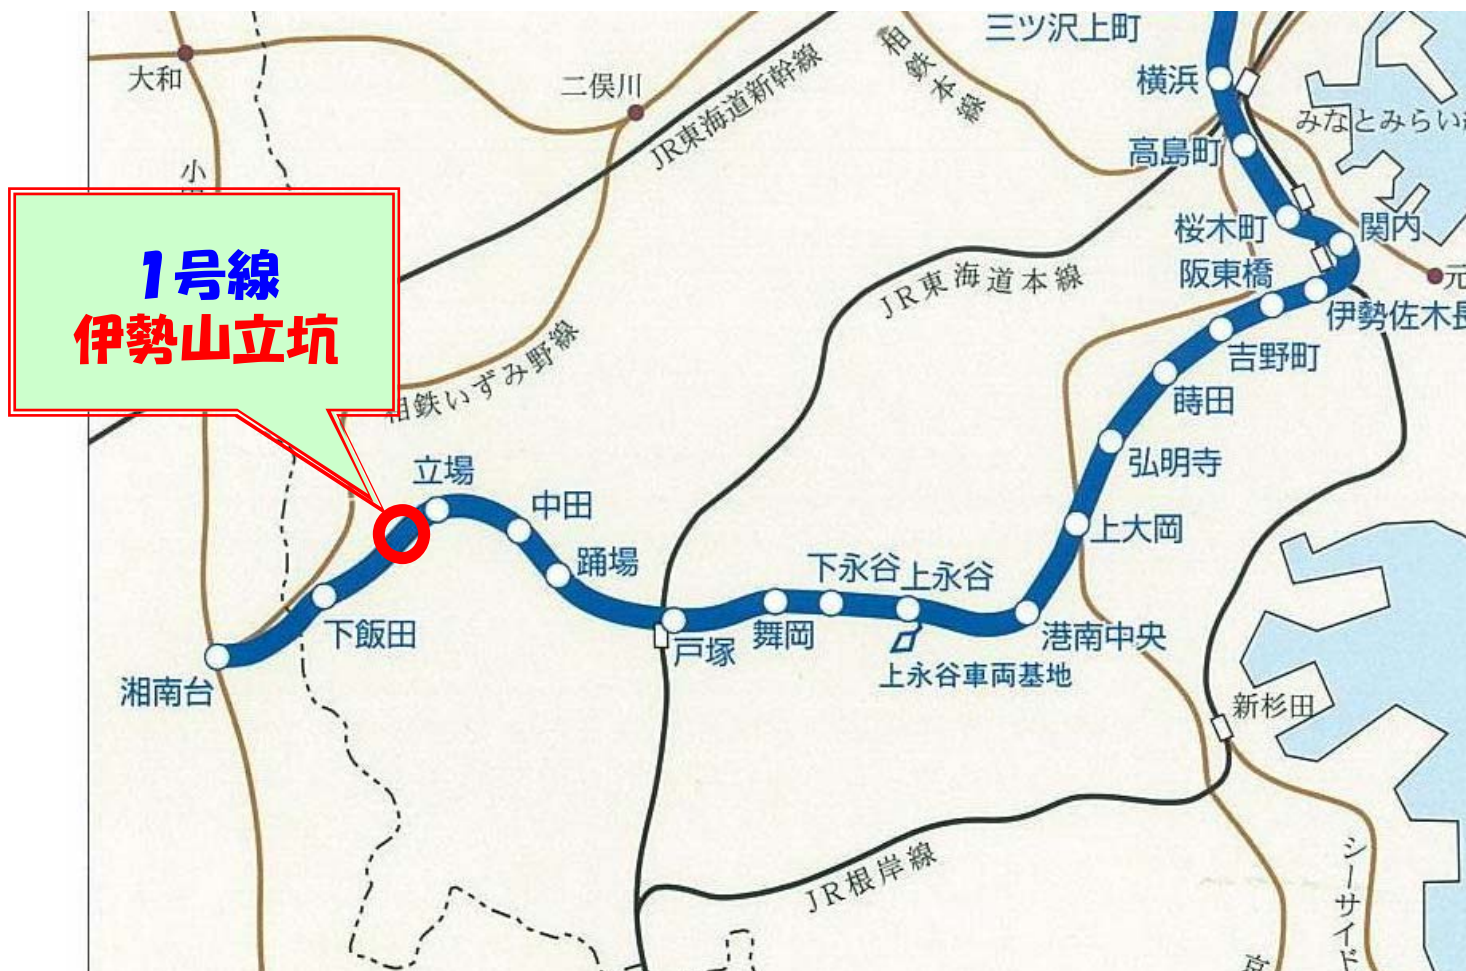 三ツ沢上町
相鉄本線
横浜
大和
二俣川
JR東海道新幹線
みなとみらい
高島町
小
桜木町
関内
阪東橋
元
1号線
伊勢山立坑
JR東海道本線
伊勢佐木長
吉野町
相鉄いずみ野線
蒔田
立場
弘明寺
中田
上大岡
踊場
下永谷
上永谷
下飯田
戸塚
舞岡
港南中央
上永谷車両基地
湘南台
新杉田
JR根岸線
シーサイド
京